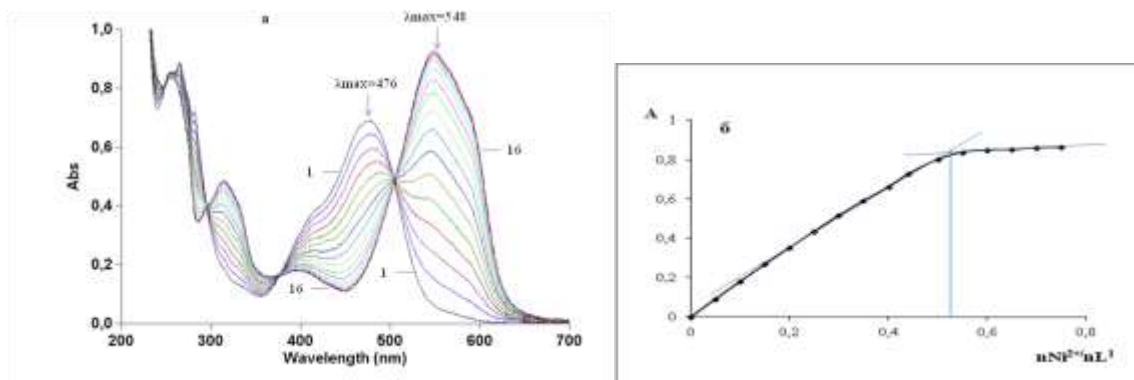 в
λmax=548
λmax=476
1,0
0,8
0,6
0,4
0,2
0,0
Abs
1
16
1
16
200 300 400 500 600 700
Wavelength (nm)
А
б
1
0,8
0,6
0,4
0,2
0
0 0,2 0,4 0,6 0,8
nNi²⁺/nL¹